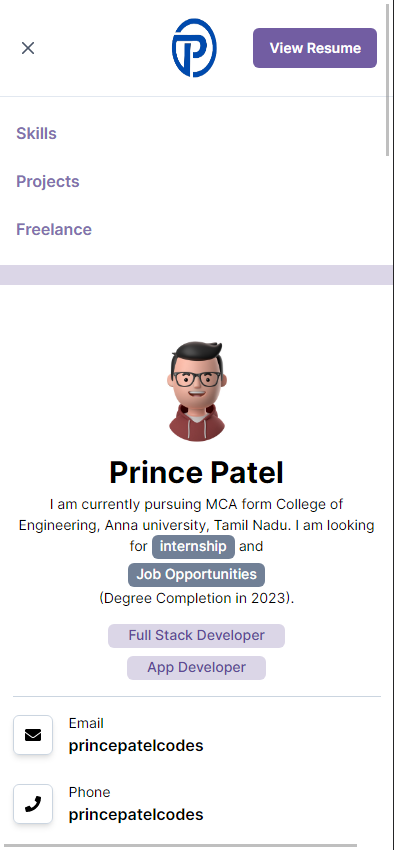 View Resume
Skills
Projects
Freelance
Prince Patel
I am currently pursuing MCA form College of
Engineering, Anna university, Tamil Nadu. I am looking
for internship and
Job Opportunities
(Degree Completion in 2023).
Full Stack Developer
App Developer
Email
princepatelcodes
Phone
princepatelcodes